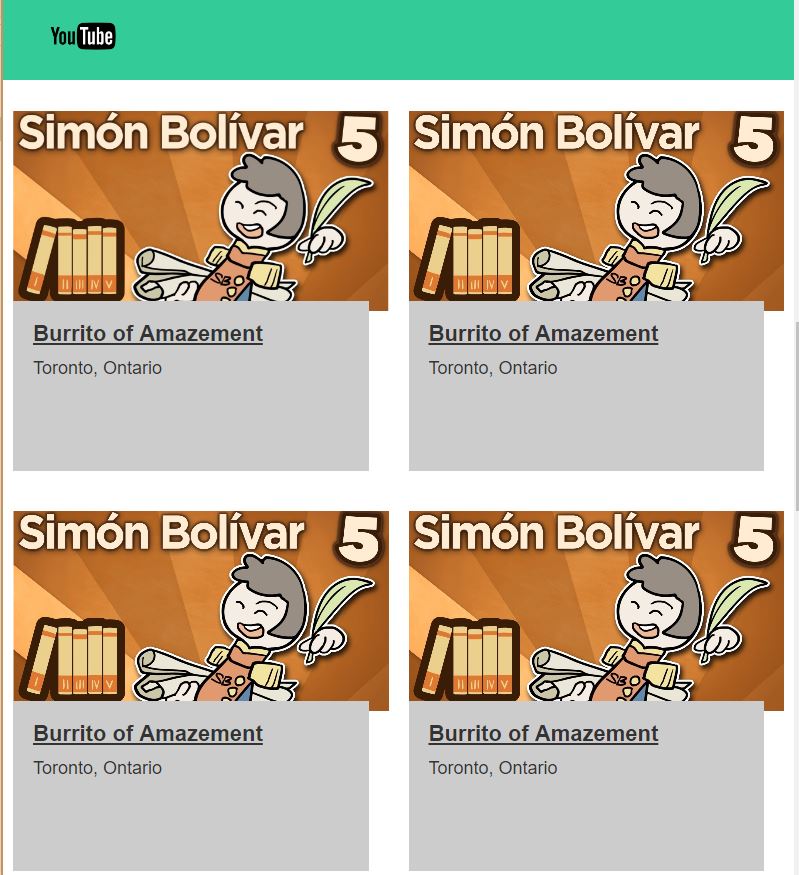 YouTube
Simón Bolívar 5
Simón Bolívar 5
I II III IV V
SB
I II III IV V
SB
Burrito of Amazement
Burrito of Amazement
Toronto, Ontario
Toronto, Ontario
Simón Bolívar 5
Simón Bolívar 5
I II III IV V
SB
I II III IV V
SB
Burrito of Amazement
Burrito of Amazement
Toronto, Ontario
Toronto, Ontario